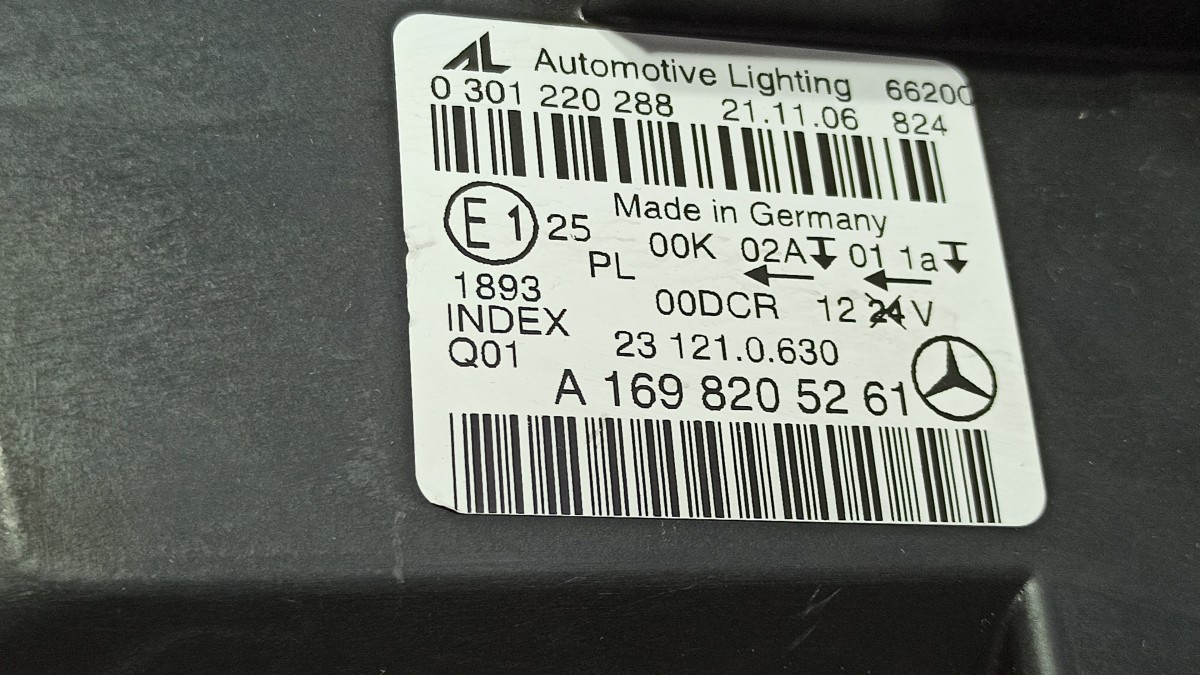 AL Automotive Lighting 6620C
0 301 220 288 21.11.06 824
Made in Germany
E1 25
PL 00K 02A 01 1a
1893 00DCR 12 24 V
INDEX
Q01 23 121.0.630
A 169 820 52 61